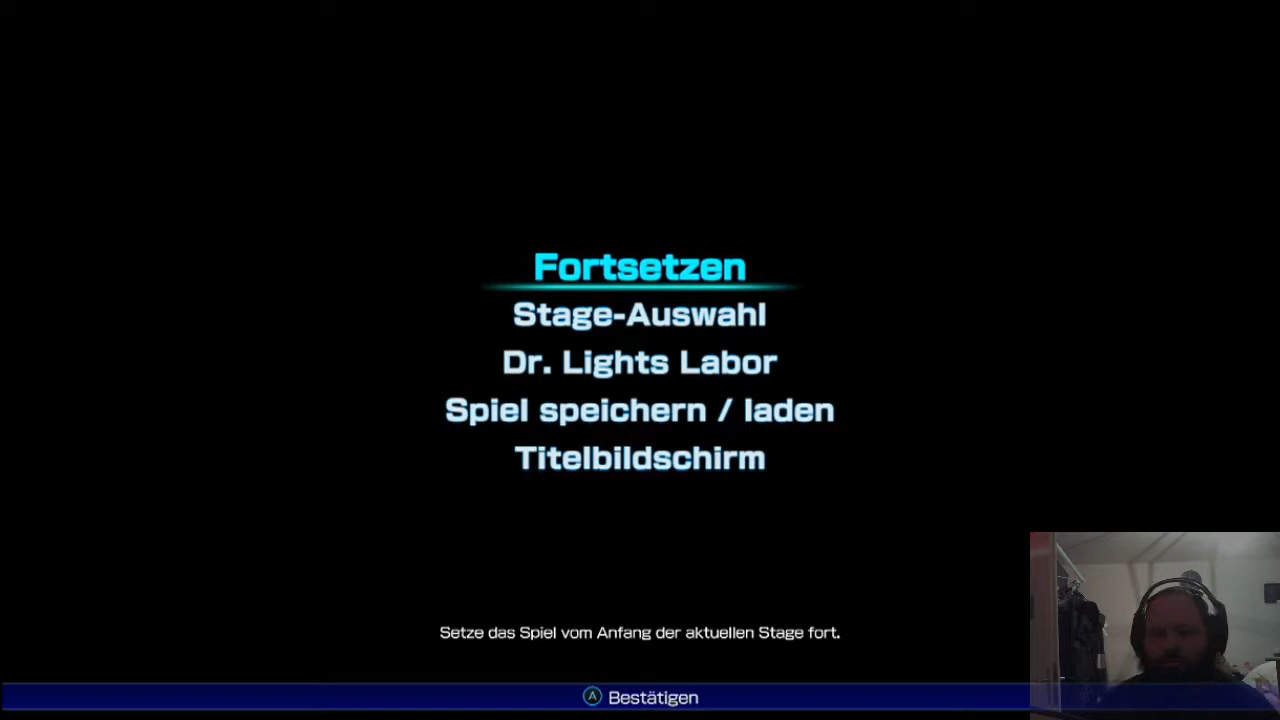 Fortsetzen
Stage-Auswahl
Dr. Lights Labor
Spiel speichern / laden
Titelbildschirm
Setze das Spiel vom Anfang der aktuellen Stage fort.
A Bestätigen